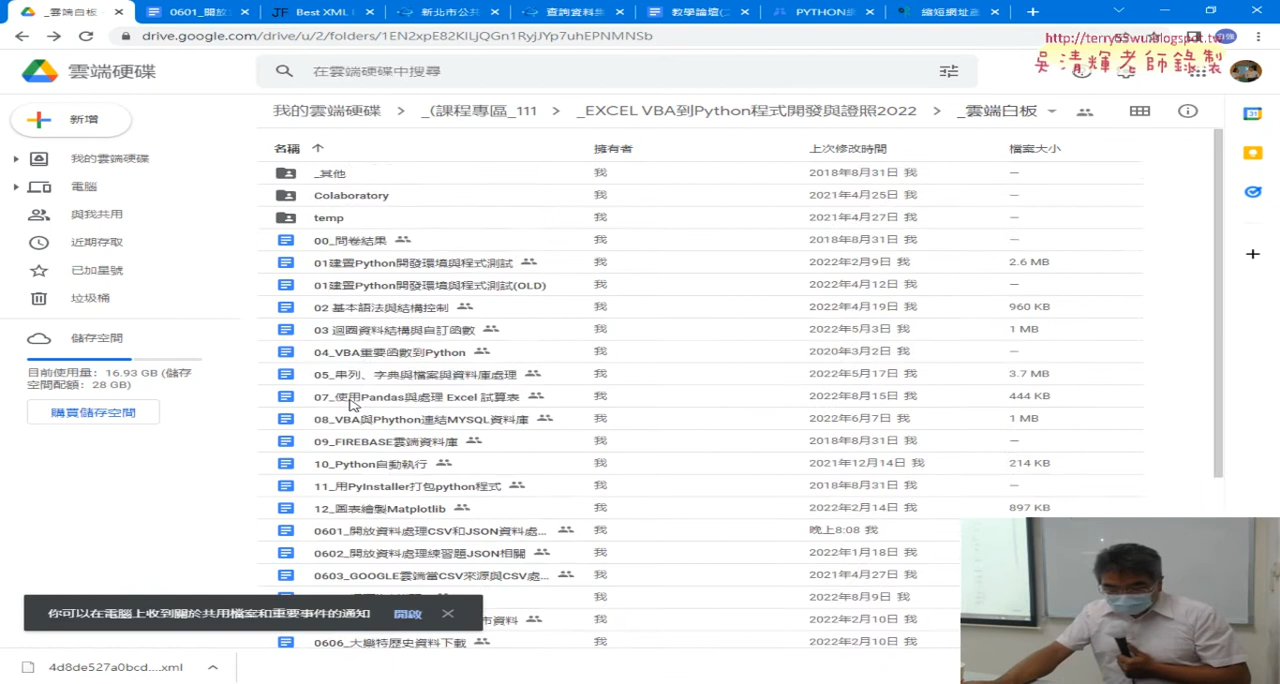 _雲端白板
Best XML
新北市公共
查詢資料集
教學論壇(二
縮短網址產
drive.google.com/drive/u/2/folders/1EN2xpE82KILJQGn1RyjJYp7uhEPNMNSb
http://terry55wu.blogspot.tw
吳清輝老師錄製
雲端硬碟
在雲端硬碟中搜尋
新增
我的雲端硬碟
電腦
與我共用
近期存取
已加星號
垃圾桶
儲存空間
目前使用量：16.93 GB (儲存
空間配額：28 GB)
購買儲存空間
我的雲端硬碟 > _(課程專區_111 > _EXCEL VBA到Python程式開發與證照2022 > _雲端白板
名稱 擁有者 上次修改時間 檔案大小
_其他 我 2018年8月31日 我 —
Colaboratory 我 2021年4月25日 我 —
temp 我 2021年4月27日 我 —
00_問卷結果 我 2018年8月31日 我 —
01建置Python開發環境與程式測試 我 2022年2月9日 我 2.6 MB
01建置Python開發環境與程式測試(OLD) 我 2022年4月12日 我 —
02 基本語法與結構控制 我 2022年4月19日 我 960 KB
03 迴圈資料結構與自訂函數 我 2022年5月3日 我 1 MB
04_VBA重要函數到Python 我 2020年3月2日 我 —
05_串列、字典與檔案與資料庫處理 我 2022年5月17日 我 3.7 MB
07_使用Pandas與處理 Excel 試算表 我 2022年8月15日 我 444 KB
08_VBA與Phython連結MYSQL資料庫 我 2022年6月7日 我 1 MB
09_FIREBASE雲端資料庫 我 2018年8月31日 我 —
10_Python自動執行 我 2021年12月14日 我 214 KB
11_用PyInstaller打包python程式 我 2018年8月31日 我 —
12_圖表繪製Matplotlib 我 2022年2月14日 我 897 KB
0601_開放資料處理CSV和JSON資料處... 我 晚上8:08 我
0602_開放資料處理練習題JSON相關 我 2022年1月18日 我
0603_GOOGLE雲端當CSV來源與CSV處... 我 2021年4月27日 我
我 2022年8月9日 我
市資料 我 2022年2月10日 我
0606_大樂特歷史資料下載 我 2022年2月10日 我
你可以在電腦上收到關於共用檔案和重要事件的通知 開啟
4d8de527a0bcd....xml